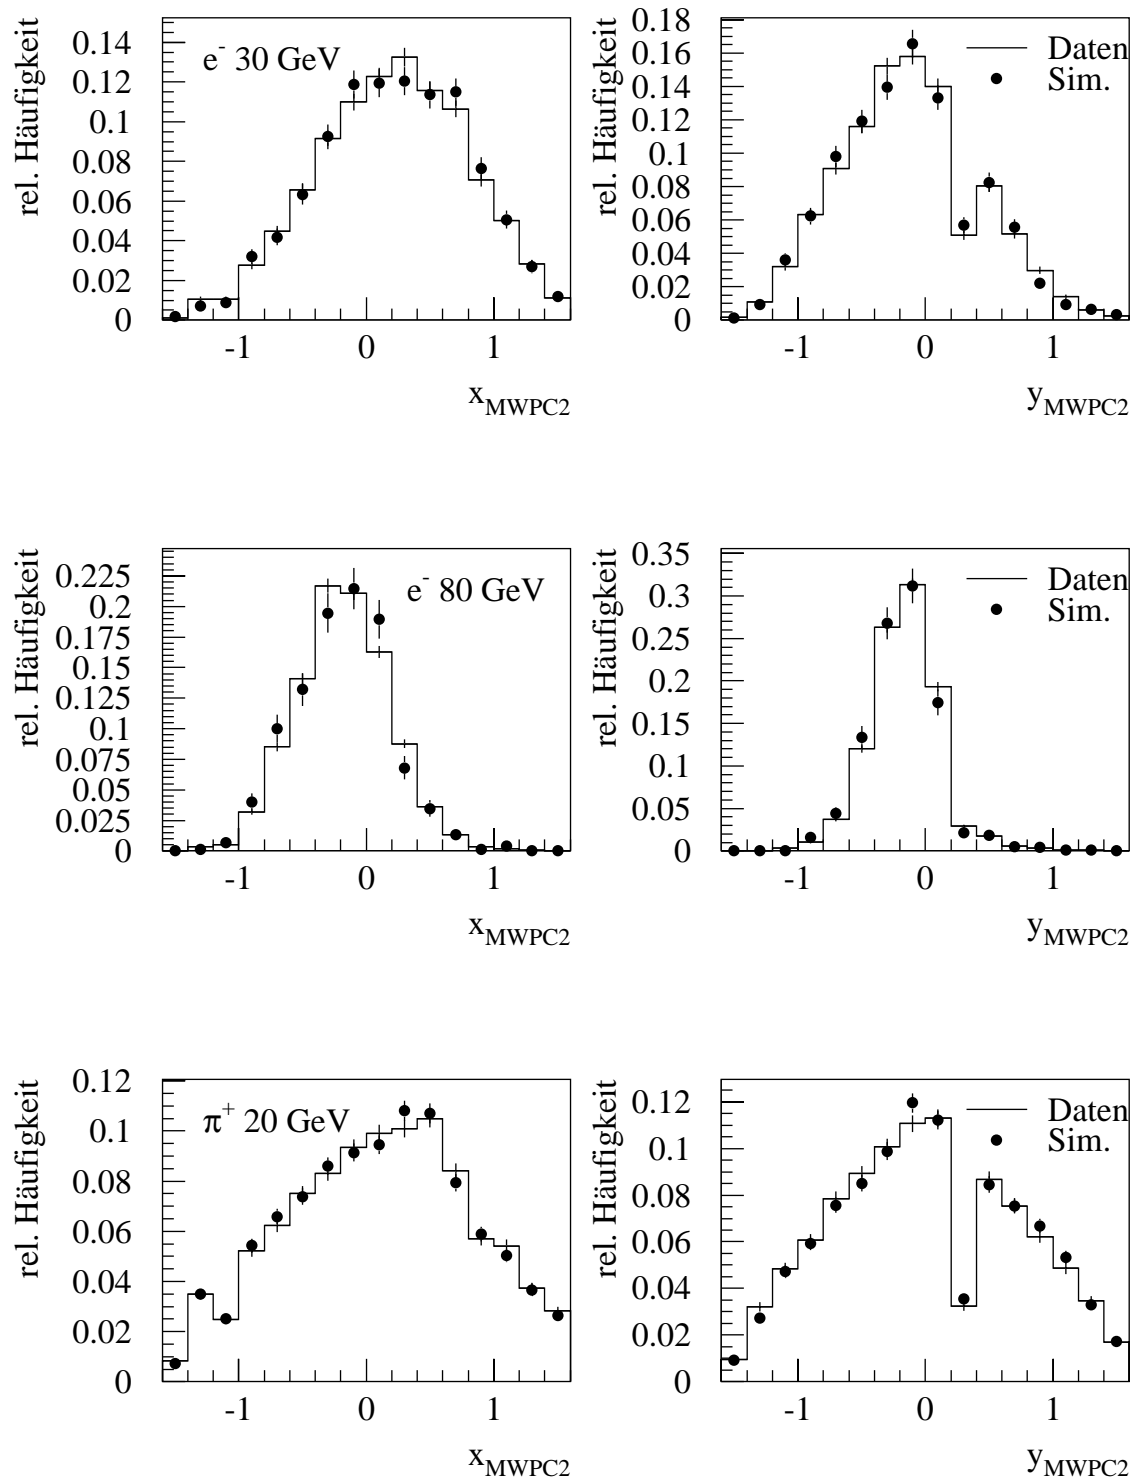 rel. Häufigkeit
0.14
0.12
0.1
0.08
0.06
0.04
0.02
0
e⁻ 30 GeV
-1 0 1
x_MWPC2
rel. Häufigkeit
0.18
0.16
0.14
0.12
0.1
0.08
0.06
0.04
0.02
0
Daten
Sim.
-1 0 1
y_MWPC2
rel. Häufigkeit
0.225
0.2
0.175
0.15
0.125
0.1
0.075
0.05
0.025
0
e⁻ 80 GeV
-1 0 1
x_MWPC2
rel. Häufigkeit
0.35
0.3
0.25
0.2
0.15
0.1
0.05
0
Daten
Sim.
-1 0 1
y_MWPC2
rel. Häufigkeit
0.12
0.1
0.08
0.06
0.04
0.02
0
π⁺ 20 GeV
-1 0 1
x_MWPC2
rel. Häufigkeit
0.12
0.1
0.08
0.06
0.04
0.02
0
Daten
Sim.
-1 0 1
y_MWPC2